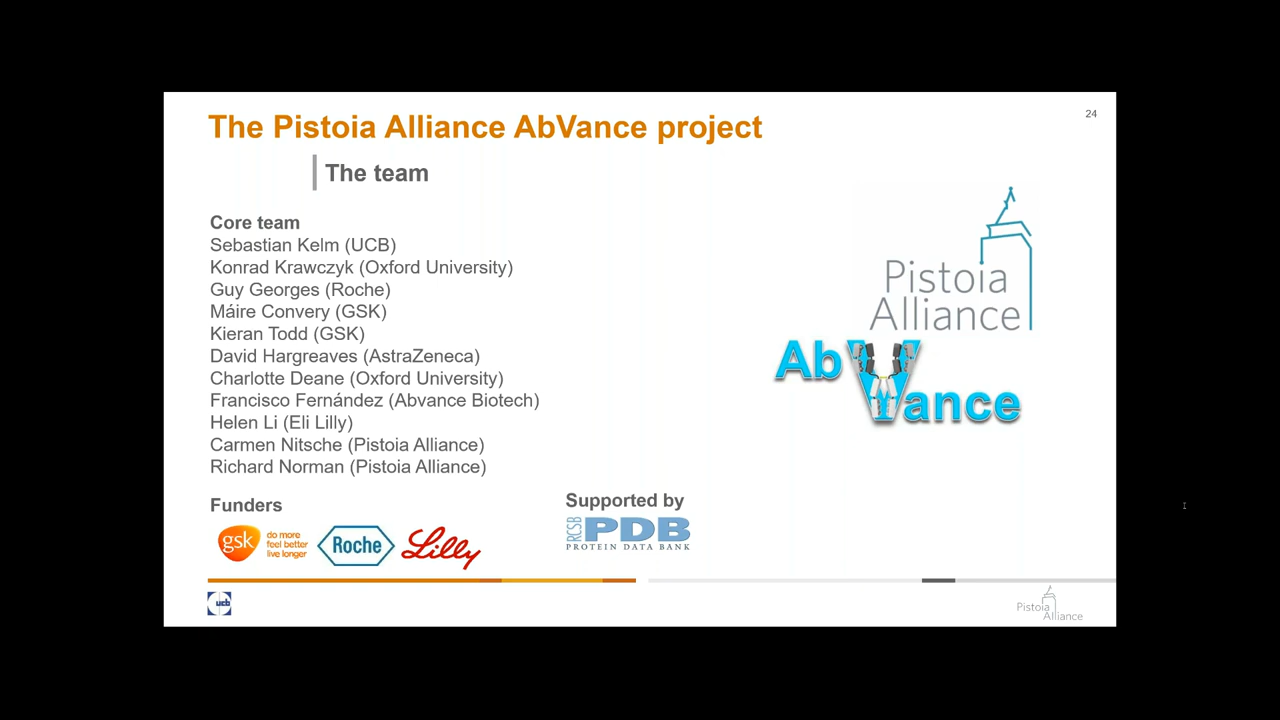 The Pistoia Alliance AbVance project
24
The team
Core team
Sebastian Kelm (UCB)
Konrad Krawczyk (Oxford University)
Guy Georges (Roche)
Máire Convery (GSK)
Kieran Todd (GSK)
David Hargreaves (AstraZeneca)
Charlotte Deane (Oxford University)
Francisco Fernández (Abvance Biotech)
Helen Li (Eli Lilly)
Carmen Nitsche (Pistoia Alliance)
Richard Norman (Pistoia Alliance)
Pistoia
Alliance
Ab
Vance
Funders
gsk
do more
feel better
live longer
Roche
Lilly
Supported by
RCSB
PDB
PROTEIN DATA BANK
ucb
Pistoia
Alliance